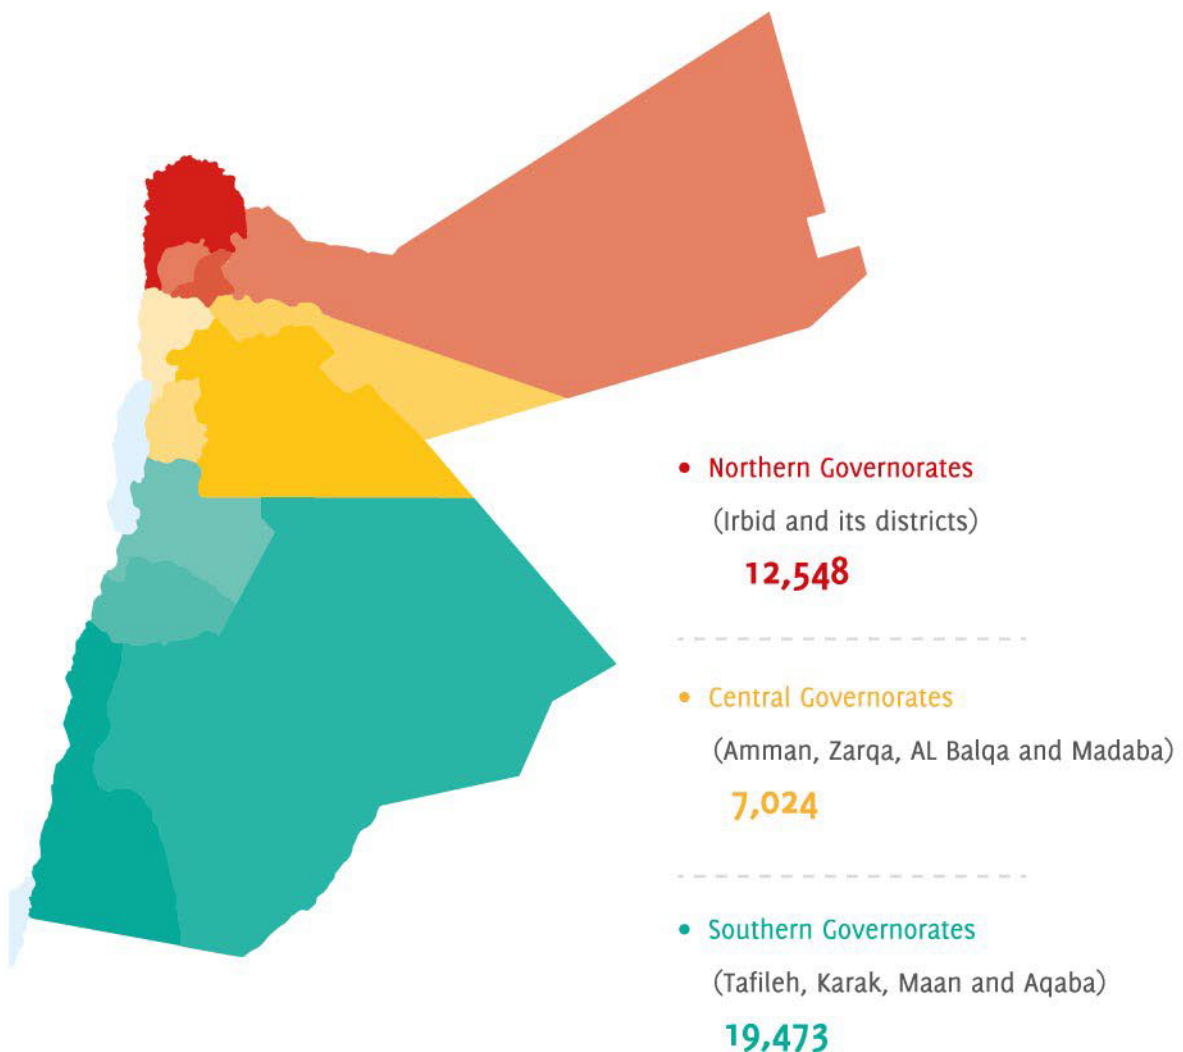 • Northern Governorates
(Irbid and its districts)
12,548
• Central Governorates
(Amman, Zarqa, AL Balqa and Madaba)
7,024
• Southern Governorates
(Tafileh, Karak, Maan and Aqaba)
19,473